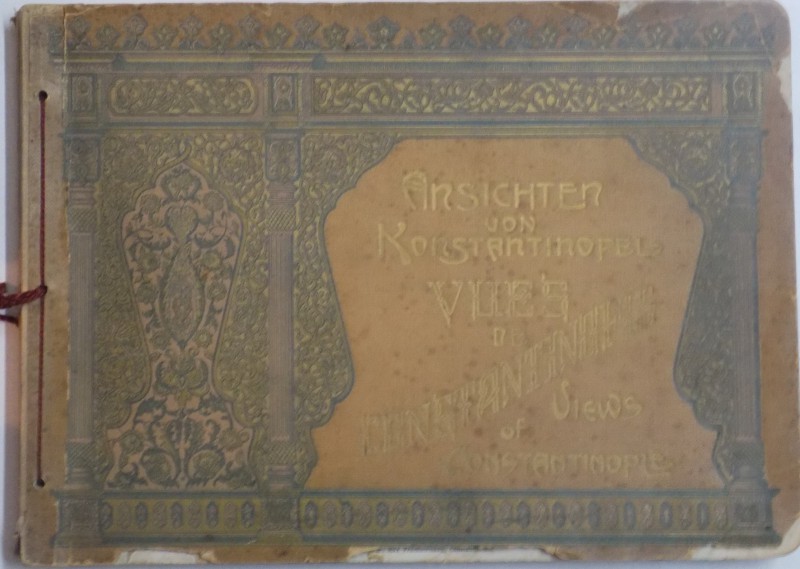 ANSICHTEN
VON
KONSTANTINOPEL
VUES
DE
CONSTANTINOPLE
VIEWS
OF
CONSTANTINOPLE